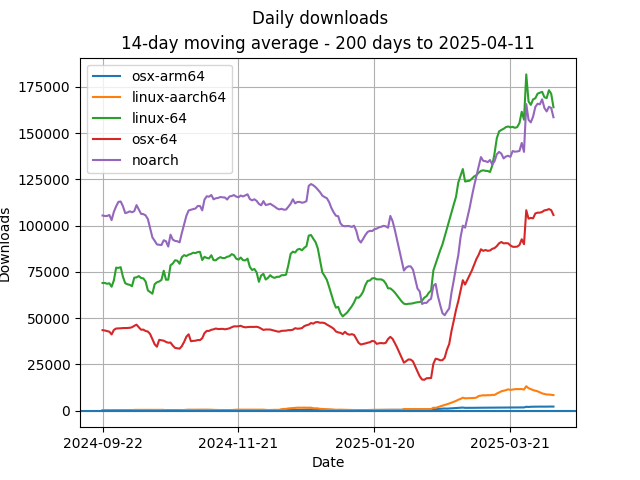 Daily downloads
14-day moving average - 200 days to 2025-04-11
osx-arm64
linux-aarch64
linux-64
osx-64
noarch
175000
150000
125000
100000
75000
50000
25000
0
Downloads
2024-09-22
2024-11-21
2025-01-20
2025-03-21
Date